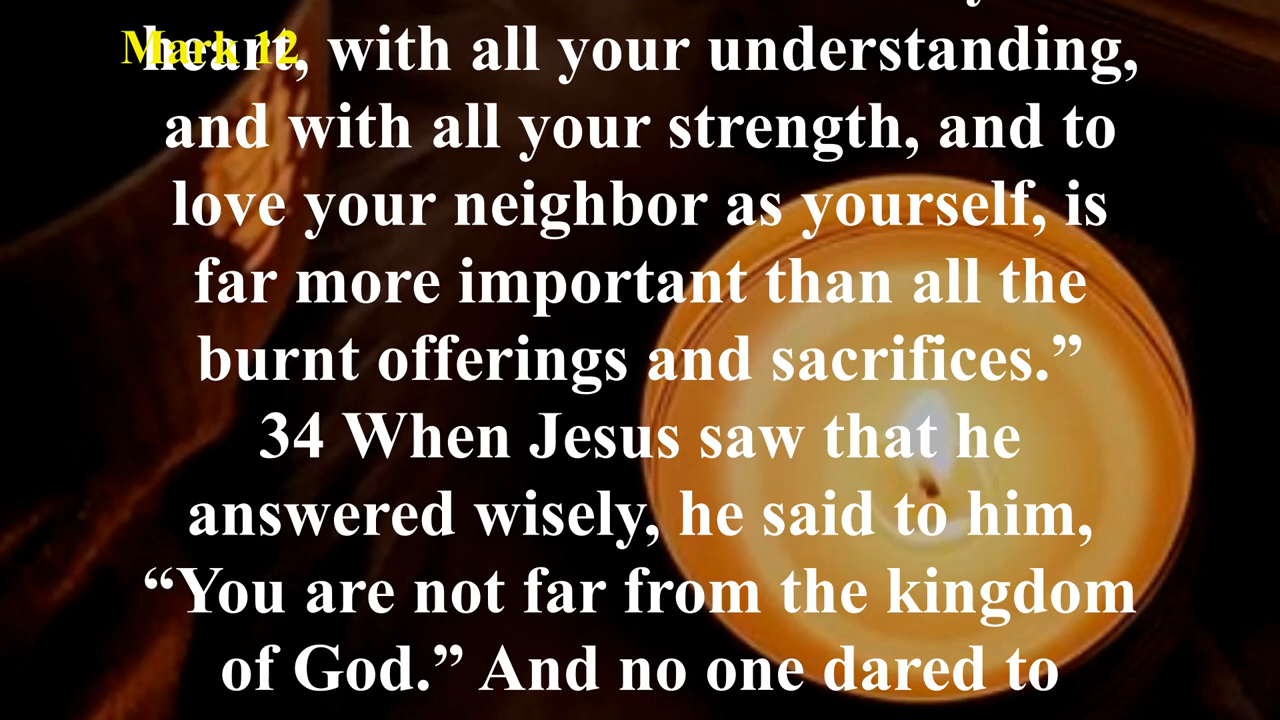 Mark 12
heart, with all your understanding,
and with all your strength, and to
love your neighbor as yourself, is
far more important than all the
burnt offerings and sacrifices.”
34 When Jesus saw that he
answered wisely, he said to him,
“You are not far from the kingdom
of God.” And no one dared to